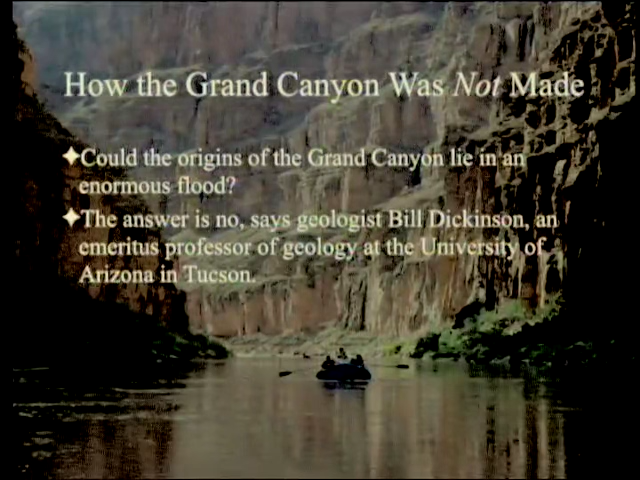 How the Grand Canyon Was Not Made
Could the origins of the Grand Canyon lie in an
enormous flood?
The answer is no, says geologist Bill Dickinson, an
emeritus professor of geology at the University of
Arizona in Tucson.